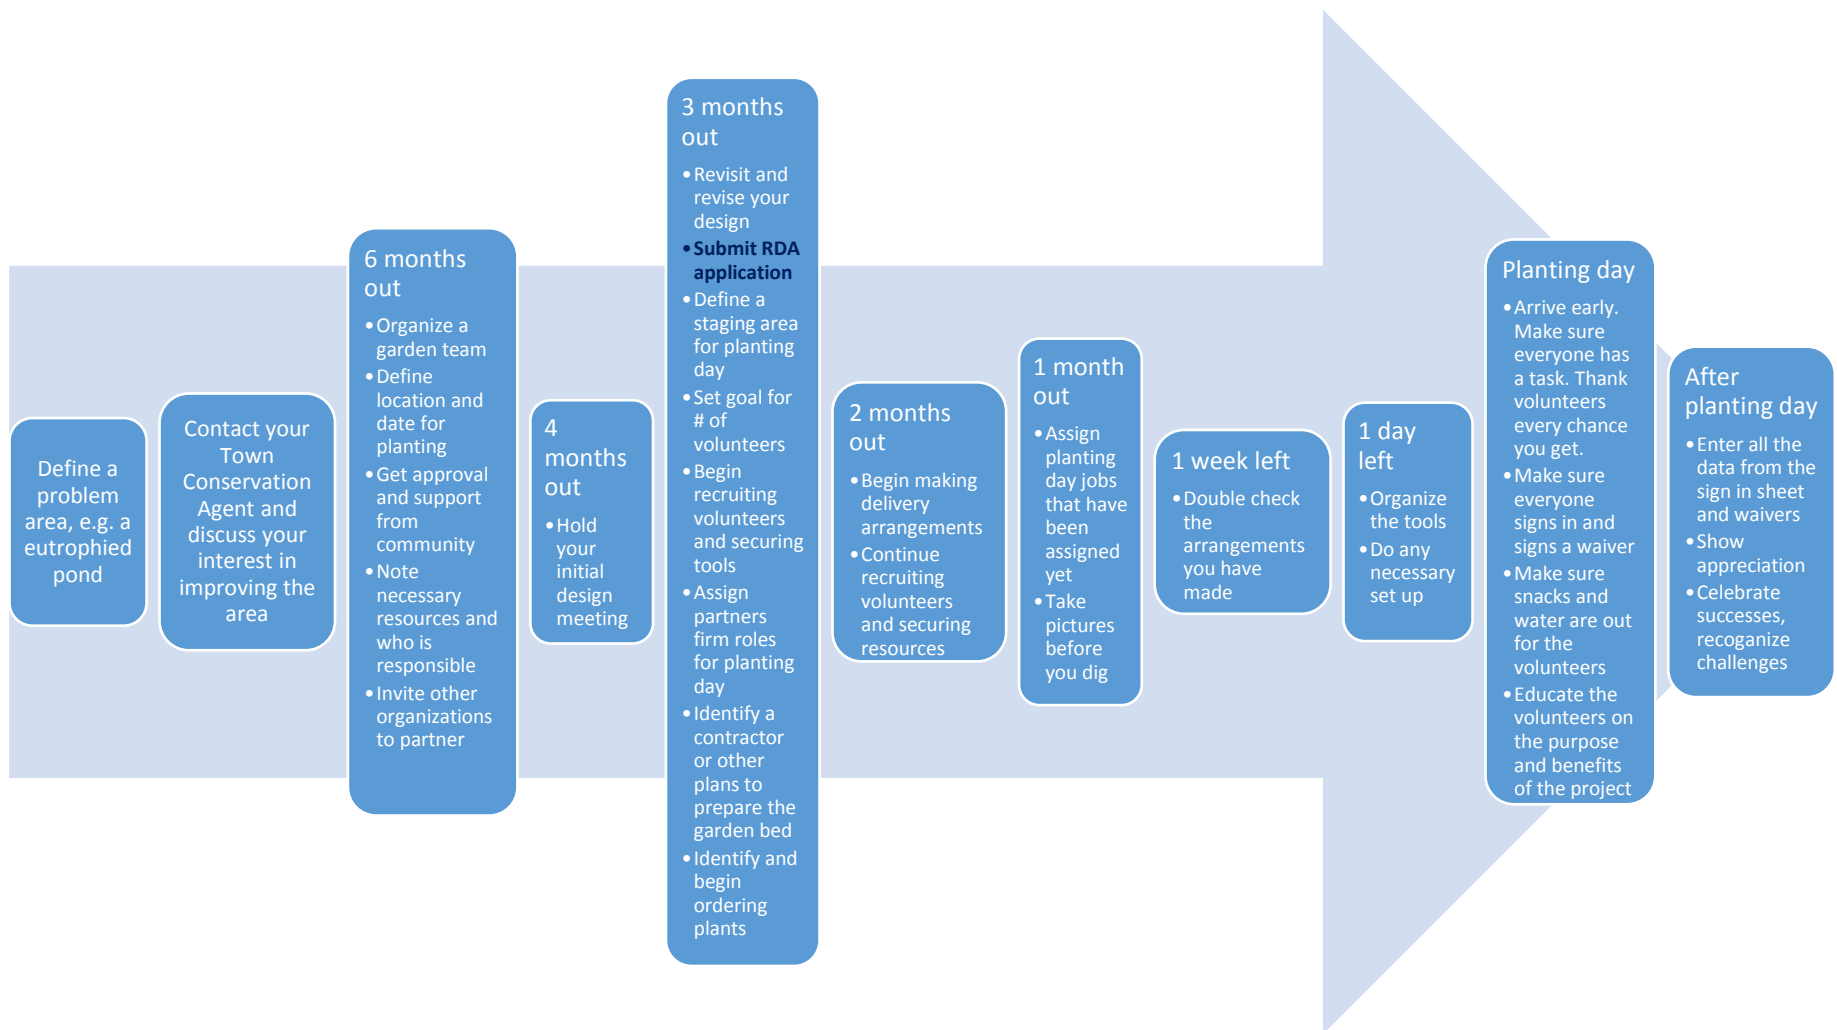 Define a
problem
area, e.g. a
eutrophied
pond
Contact your
Town
Conservation
Agent and
discuss your
interest in
improving the
area
6 months
out
•Organize a
garden team
•Define
location and
date for
planting
•Get approval
and support
from
community
•Note
necessary
resources and
who is
responsible
•Invite other
organizations
to partner
4
months
out
•Hold
your
initial
design
meeting
3 months
out
•Revisit and
revise your
design
•Submit RDA
application
•Define a
staging area
for planting
day
•Set goal for
# of
volunteers
•Begin
recruiting
volunteers
and securing
tools
•Assign
partners
firm roles
for planting
day
•Identify a
contractor
or other
plans to
prepare the
garden bed
•Identify and
begin
ordering
plants
2 months
out
•Begin making
delivery
arrangements
•Continue
recruiting
volunteers
and securing
resources
1 month
out
•Assign
planting
day jobs
that have
been
assigned
yet
•Take
pictures
before
you dig
1 week left
•Double check
the
arrangements
you have
made
1 day
left
•Organize
the tools
•Do any
necessary
set up
Planting day
•Arrive early.
Make sure
everyone has
a task. Thank
volunteers
every chance
you get.
•Make sure
everyone
signs in and
signs a waiver
•Make sure
snacks and
water are out
for the
volunteers
•Educate the
volunteers on
the purpose
and benefits
of the project
After
planting day
•Enter all the
data from the
sign in sheet
and waivers
•Show
appreciation
•Celebrate
successes,
recoganize
challenges